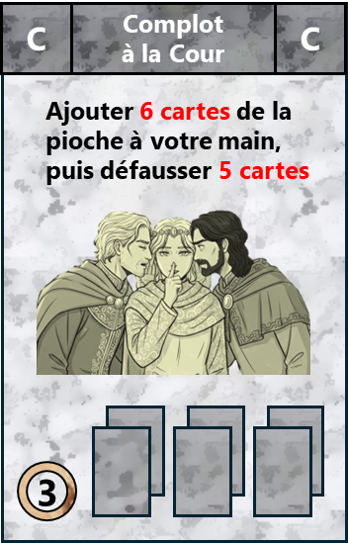 C
Complot
à la Cour
C
Ajouter 6 cartes de la
pioche à votre main,
puis défausser 5 cartes
3